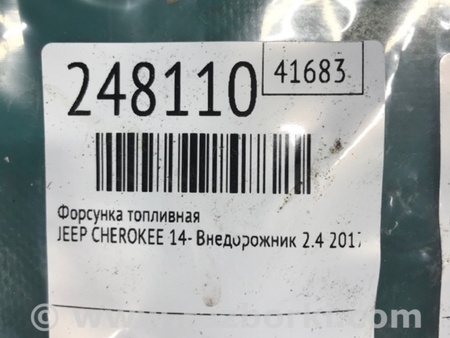 248110
41683
Форсунка топливная
JEEP CHEROKEE 14- Внедорожник 2.4 2017